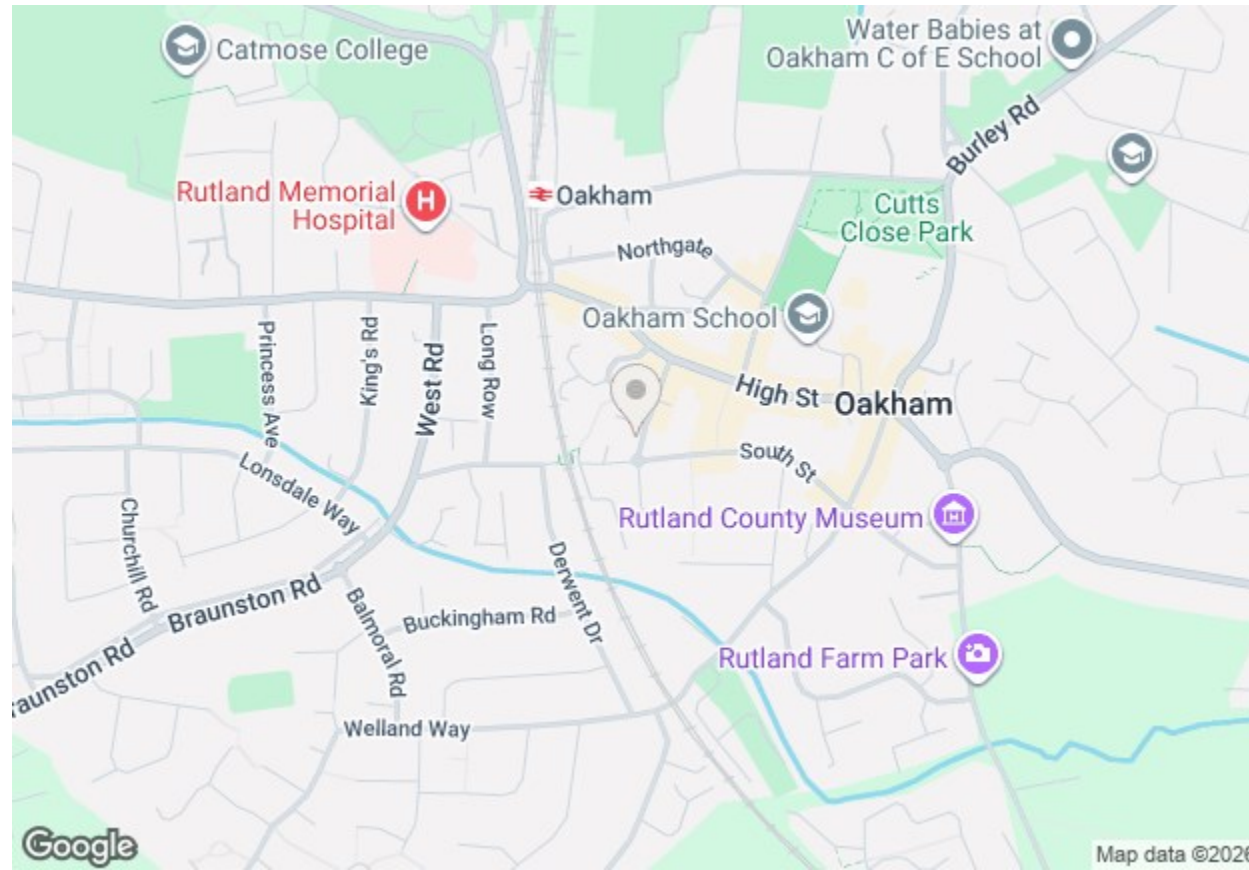 Catmose College
Water Babies at
Oakham C of E School
Burley Rd
Rutland Memorial
Hospital
H
Oakham
Cutts
Close Park
Northgate
Oakham School
Princess Ave
King's Rd
West Rd
Long Row
High St
Oakham
South St
Lonsdale Way
Rutland County Museum
Churchill Rd
Derwent Dr
Braunston Rd
Balmoral Rd
Buckingham Rd
Rutland Farm Park
raunston Rd
Welland Way
Google
Map data ©2026